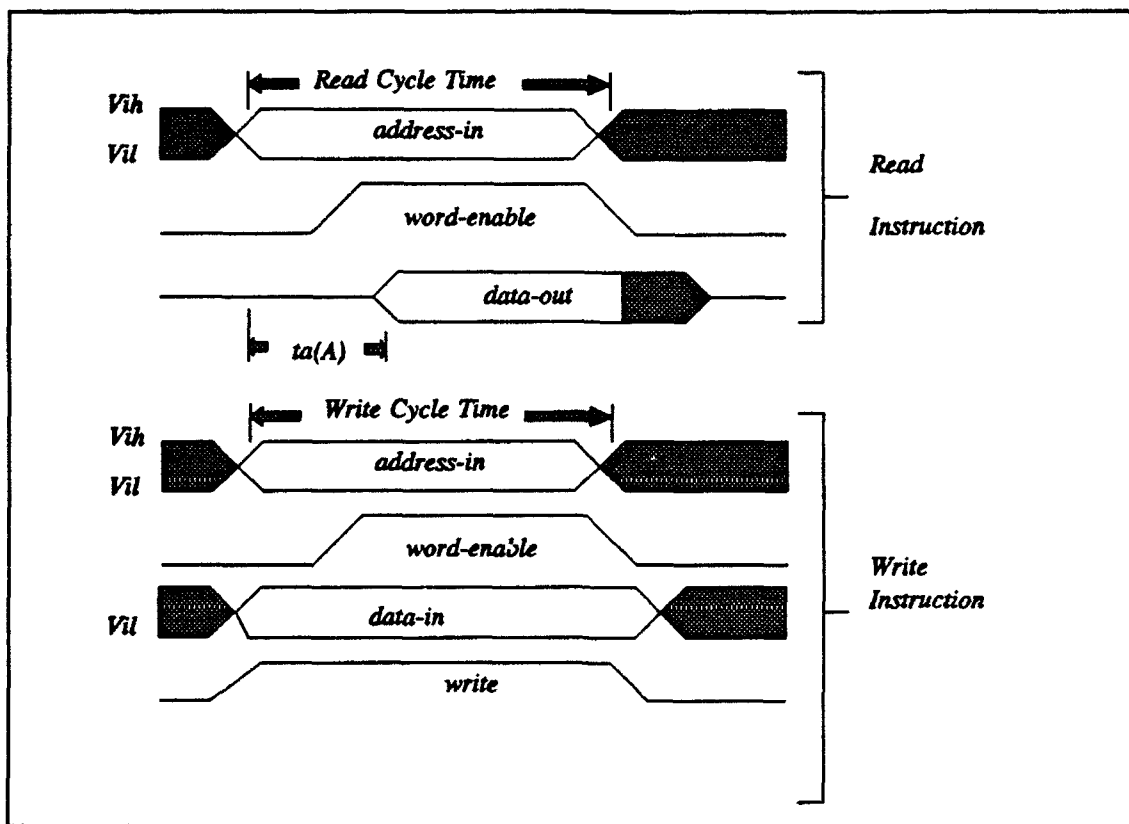 Read Cycle Time
Vih
address-in
Vil
Read
word-enable
Instruction
data-out
ta(A)
Write Cycle Time
Vih
address-in
Vil
word-enable
Write
Instruction
data-in
Vil
write